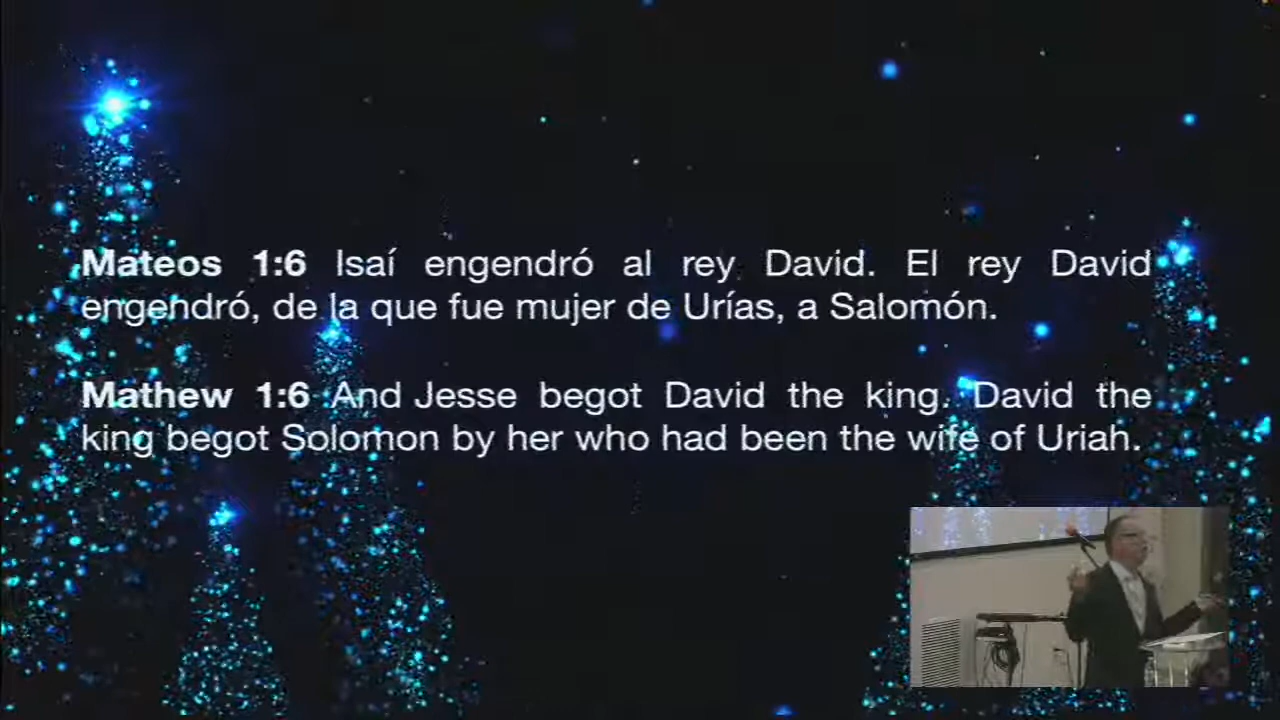 Mateos 1:6 Isaí engendró al rey David. El rey David
engendró, de la que fue mujer de Urías, a Salomón.
Mathew 1:6 And Jesse begot David the king. David the
king begot Solomon by her who had been the wife of Uriah.